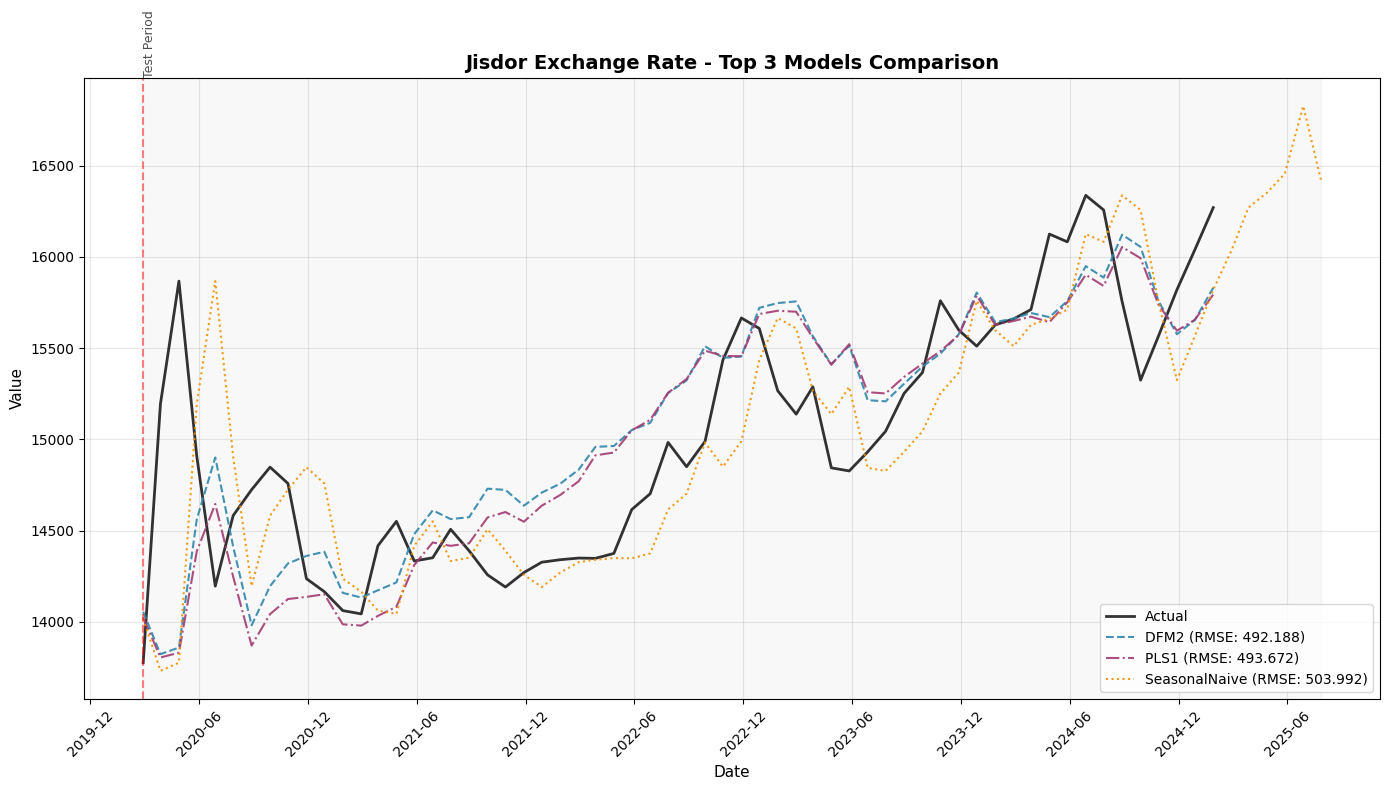 Test Period
Jisdor Exchange Rate - Top 3 Models Comparison
Value
16500
16000
15500
15000
14500
14000
Actual
DFM2 (RMSE: 492.188)
PLS1 (RMSE: 493.672)
SeasonalNaive (RMSE: 503.992)
2019-12
2020-06
2020-12
2021-06
2021-12
2022-06
2022-12
2023-06
2023-12
2024-06
2024-12
2025-06
Date